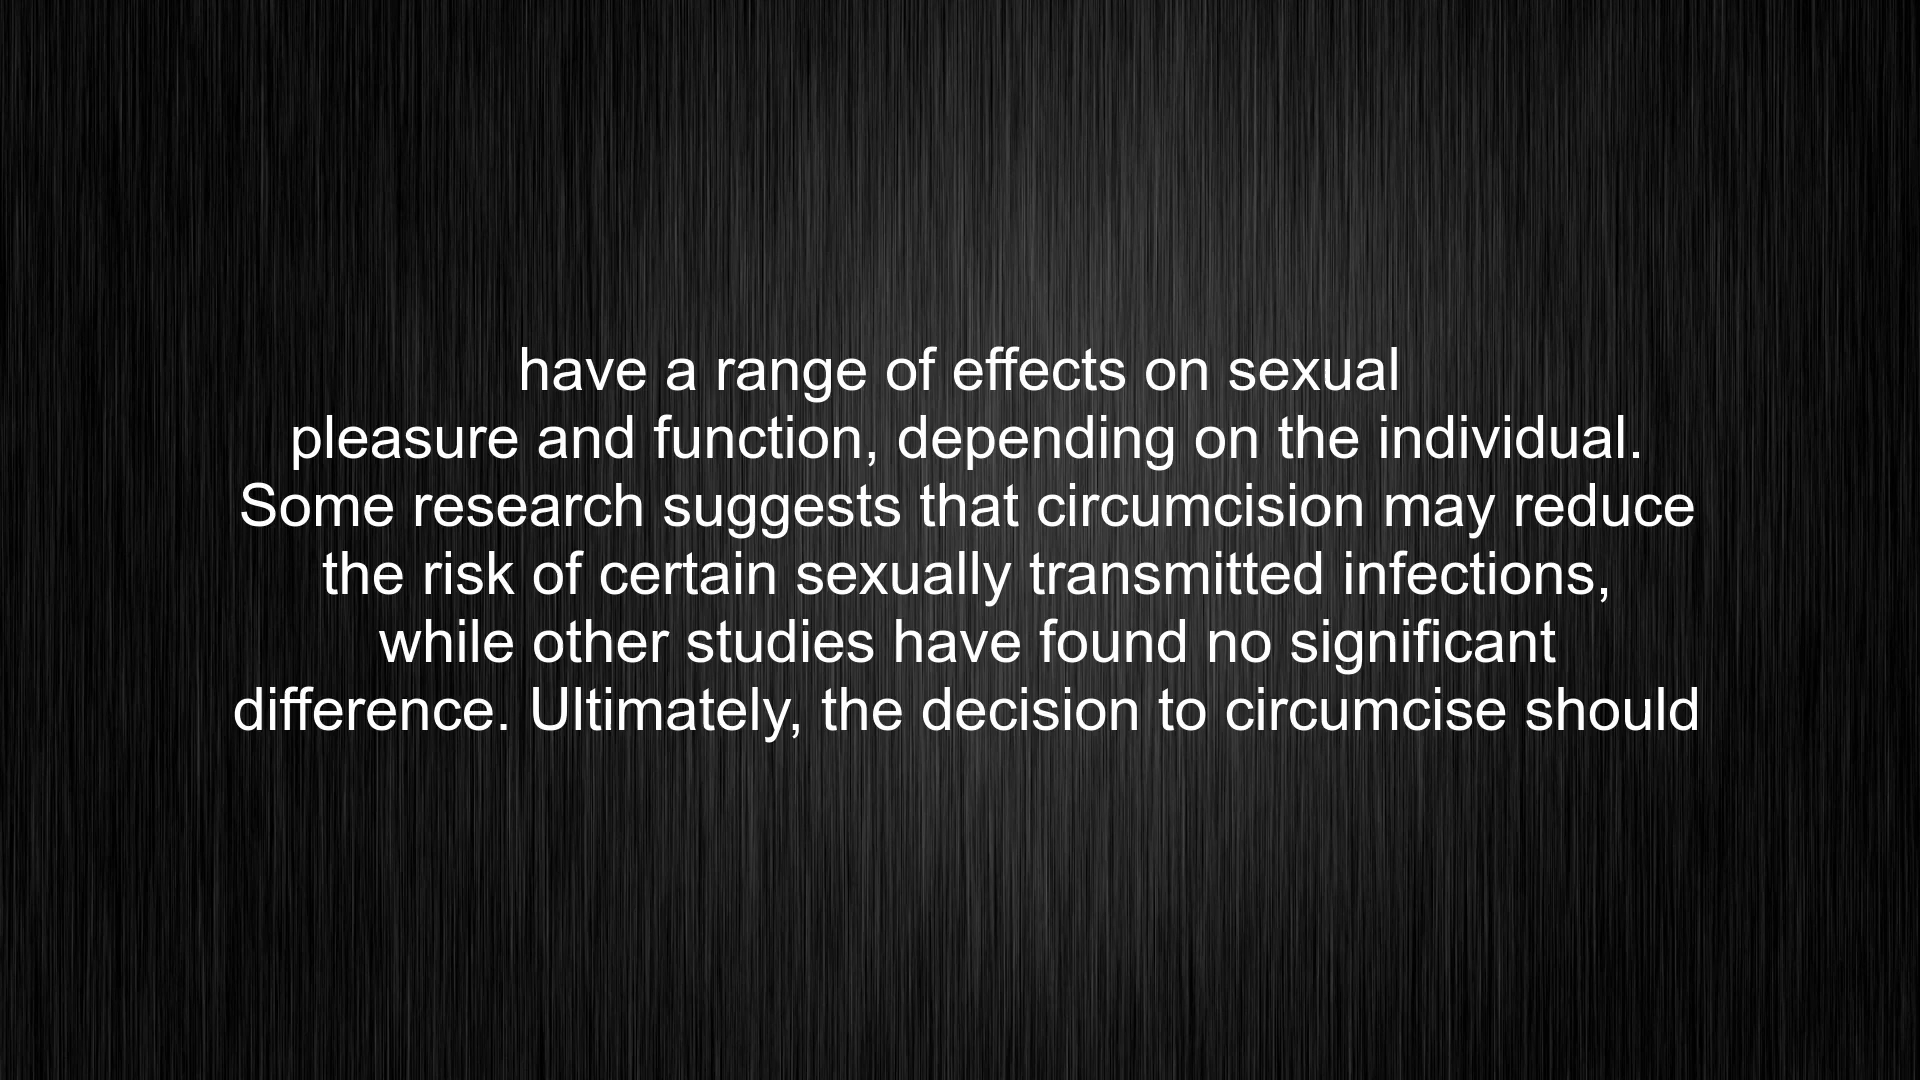 have a range of effects on sexual
pleasure and function, depending on the individual.
Some research suggests that circumcision may reduce
the risk of certain sexually transmitted infections,
while other studies have found no significant
difference. Ultimately, the decision to circumcise should